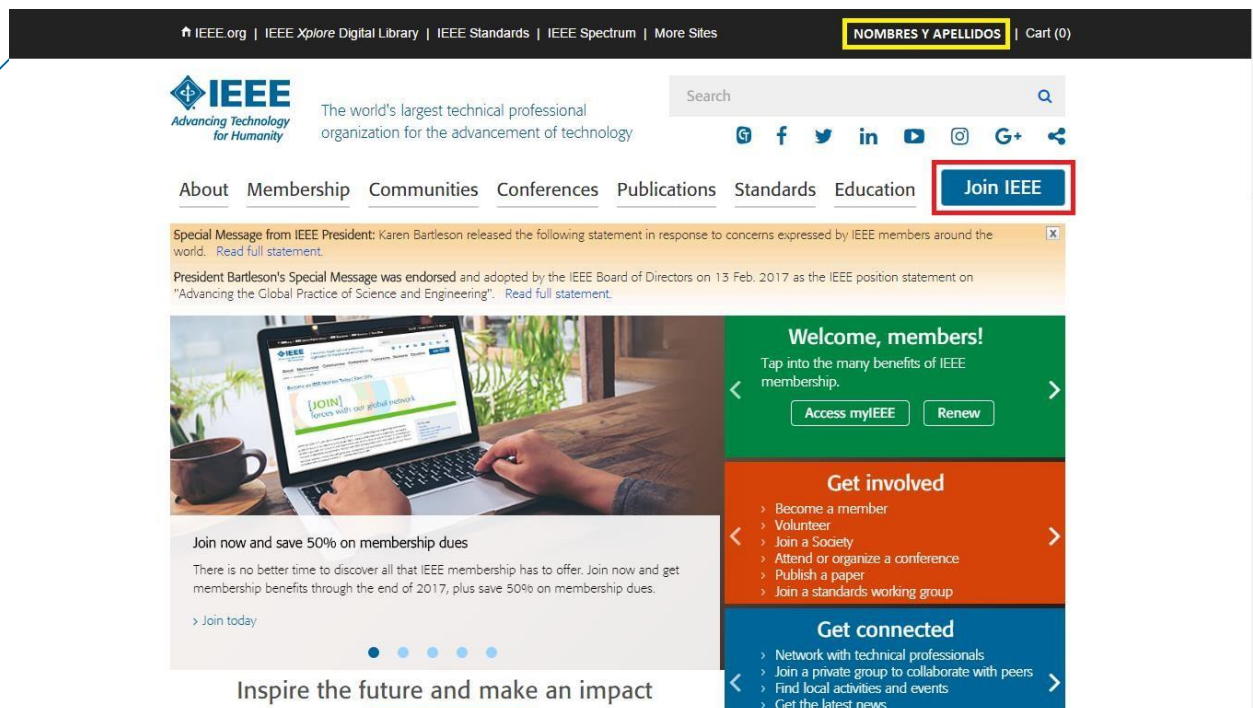 IEEE.org | IEEE Xplore Digital Library | IEEE Standards | IEEE Spectrum | More Sites
NOMBRES Y APELLIDOS | Cart (0)
IEEE
Advancing Technology
for Humanity
The world's largest technical professional
organization for the advancement of technology
Search
About Membership Communities Conferences Publications Standards Education Join IEEE
Special Message from IEEE President: Karen Bartleson released the following statement in response to concerns expressed by IEEE members around the
world. Read full statement.
President Bartleson's Special Message was endorsed and adopted by the IEEE Board of Directors on 13 Feb. 2017 as the IEEE position statement on
"Advancing the Global Practice of Science and Engineering". Read full statement.
IEEE
[JOIN]
forces with our global network
Join now and save 50% on membership dues
There is no better time to discover all that IEEE membership has to offer. Join now and get
membership benefits through the end of 2017, plus save 50% on membership dues.
› Join today
Welcome, members!
Tap into the many benefits of IEEE
membership.
Access myIEEE Renew
Get involved
› Become a member
› Volunteer
› Join a Society
› Attend or organize a conference
› Publish a paper
› Join a standards working group
Get connected
› Network with technical professionals
› Join a private group to collaborate with peers
› Find local activities and events
› Get the latest news
Inspire the future and make an impact